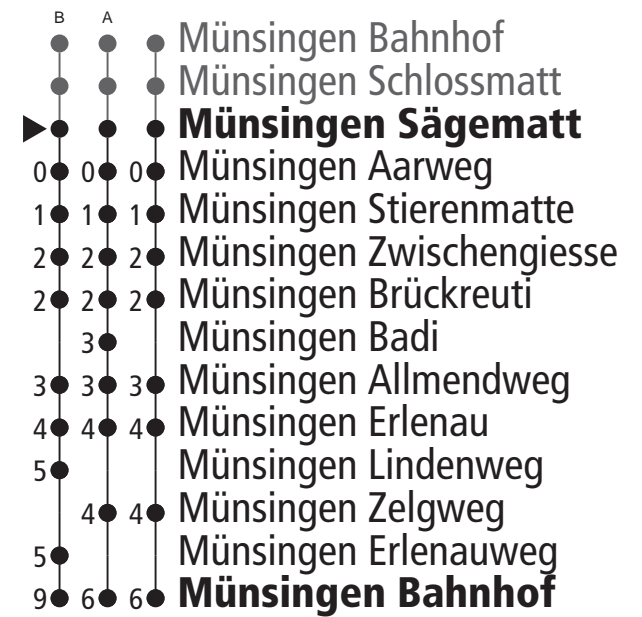 B A
Münsingen Bahnhof
Münsingen Schlossmatt
Münsingen Sägematt
0 0 0 Münsingen Aarweg
1 1 1 Münsingen Stierenmatte
2 2 2 Münsingen Zwischengiesse
2 2 2 Münsingen Brückreuti
3 Münsingen Badi
3 3 3 Münsingen Allmendweg
4 4 4 Münsingen Erlenau
5 Münsingen Lindenweg
4 4 Münsingen Zelgweg
5 Münsingen Erlenauweg
9 6 6 Münsingen Bahnhof